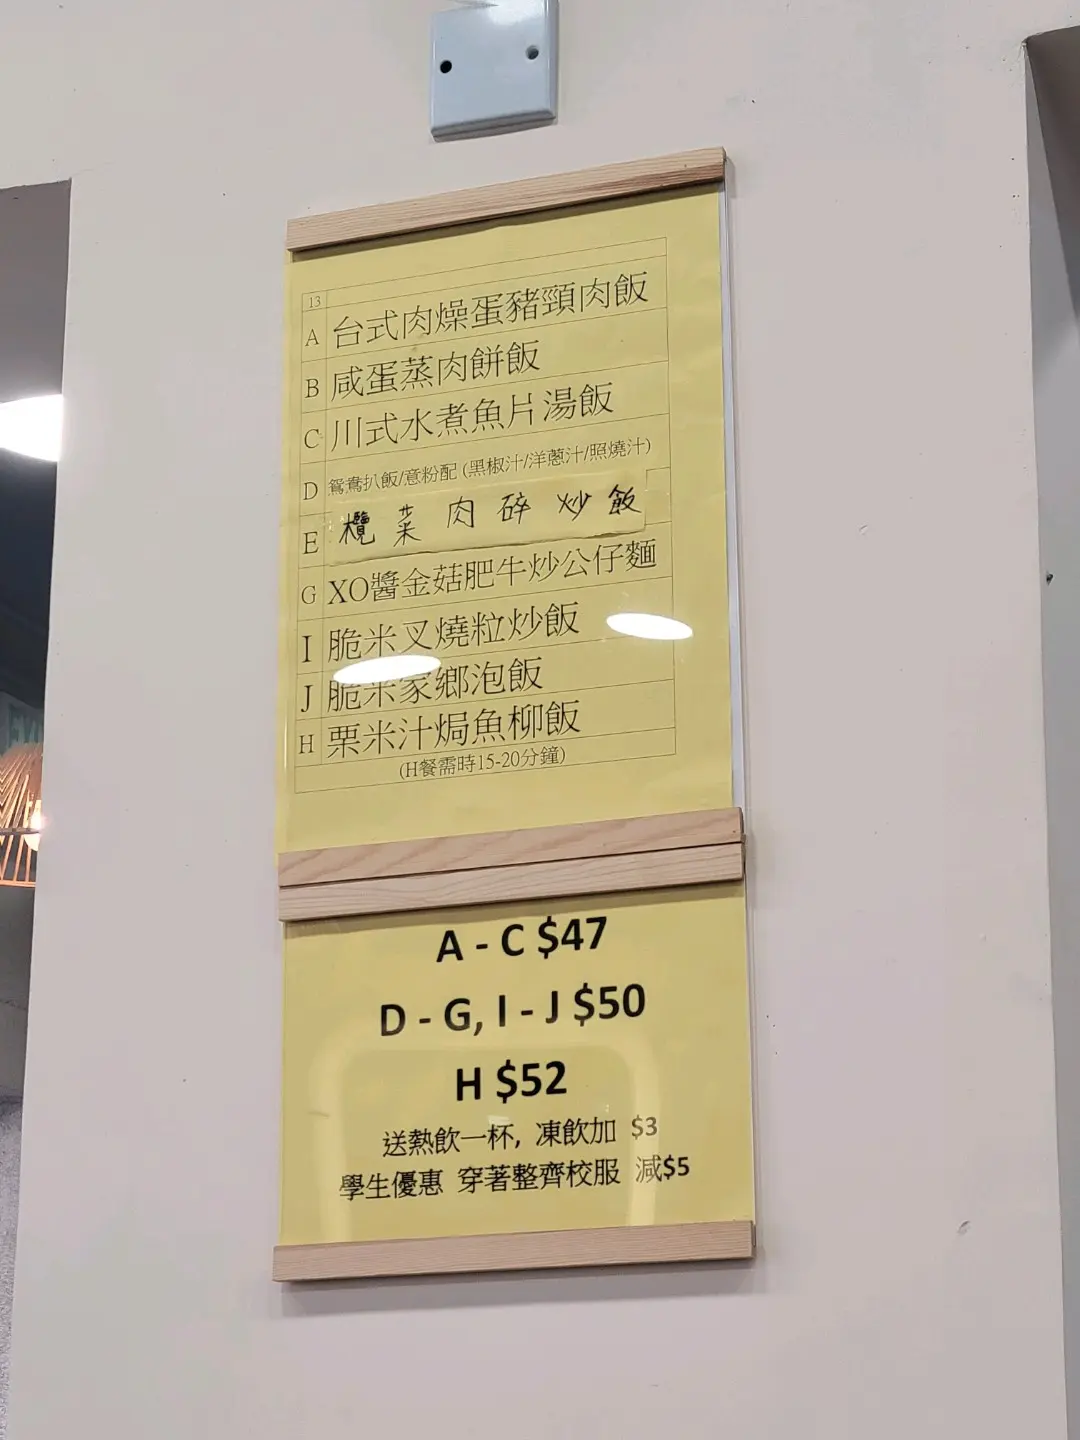 13
A 台式肉燥蛋豬頸肉飯
B 咸蛋蒸肉餅飯
C 川式水煮魚片湯飯
D 鴛鴦扒飯/意粉配 (黑椒汁/洋蔥汁/照燒汁)
E 欖菜肉碎炒飯
G XO醬金菇肥牛炒公仔麵
I 脆米叉燒粒炒飯
J 脆米家鄉泡飯
H 粟米汁焗魚柳飯
(H餐需時15-20分鐘)
A - C $47
D - G, I - J $50
H $52
送熱飲一杯, 凍飲加 $3
學生優惠 穿著整齊校服 減$5